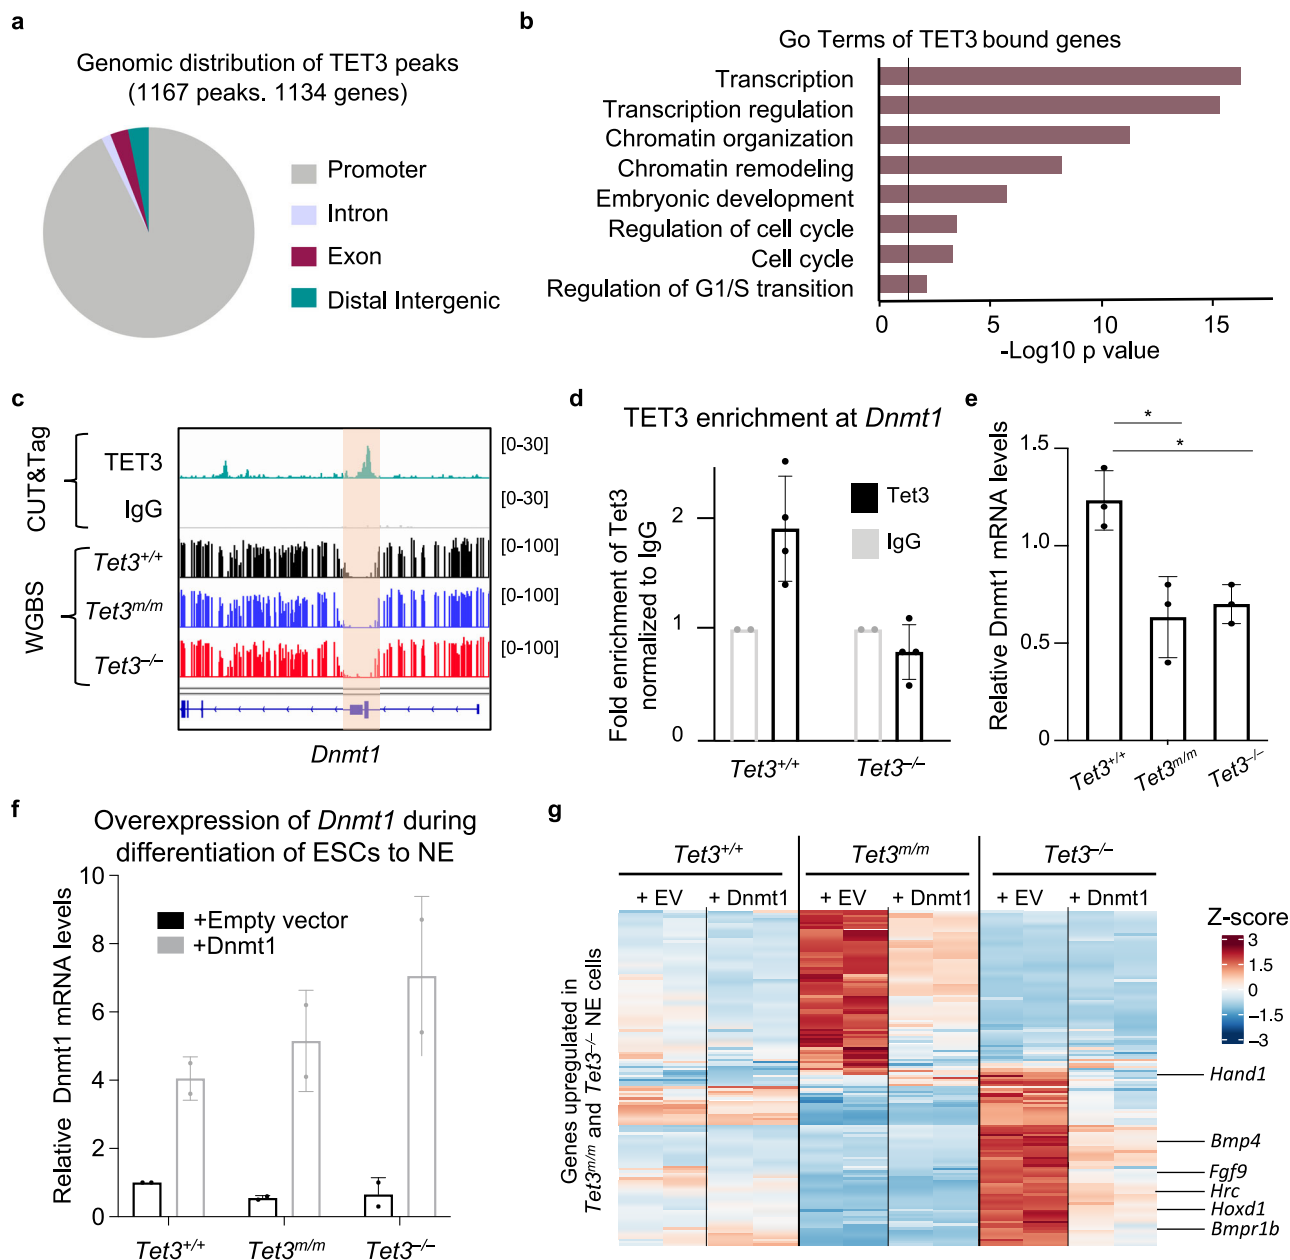 a
Genomic distribution of TET3 peaks
(1167 peaks. 1134 genes)
Promoter
Intron
Exon
Distal Intergenic
b
Go Terms of TET3 bound genes
Transcription
Transcription regulation
Chromatin organization
Chromatin remodeling
Embryonic development
Regulation of cell cycle
Cell cycle
Regulation of G1/S transition
0 5 10 15
-Log10 p value
c
CUT&Tag
TET3 [0-30]
IgG [0-30]
WGBS
Tet3+/+ [0-100]
Tet3m/m [0-100]
Tet3–/– [0-100]
Dnmt1
d
TET3 enrichment at Dnmt1
Fold enrichment of Tet3
normalized to IgG
2
1
0
Tet3
IgG
Tet3+/+ Tet3–/–
e
Relative Dnmt1 mRNA levels
1.5
1.0
0.5
0
*
*
Tet3+/+ Tet3m/m Tet3–/–
f
Overexpression of Dnmt1 during
differentiation of ESCs to NE
Relative Dnmt1 mRNA levels
10
8
6
4
2
0
+Empty vector
+Dnmt1
Tet3+/+ Tet3m/m Tet3–/–
g
Tet3+/+ Tet3m/m Tet3–/–
+ EV + Dnmt1 + EV + Dnmt1 + EV + Dnmt1
Genes upregulated in
Tet3m/m and Tet3–/– NE cells
Z-score
3
1.5
0
–1.5
–3
Hand1
Bmp4
Fgf9
Hrc
Hoxd1
Bmpr1b